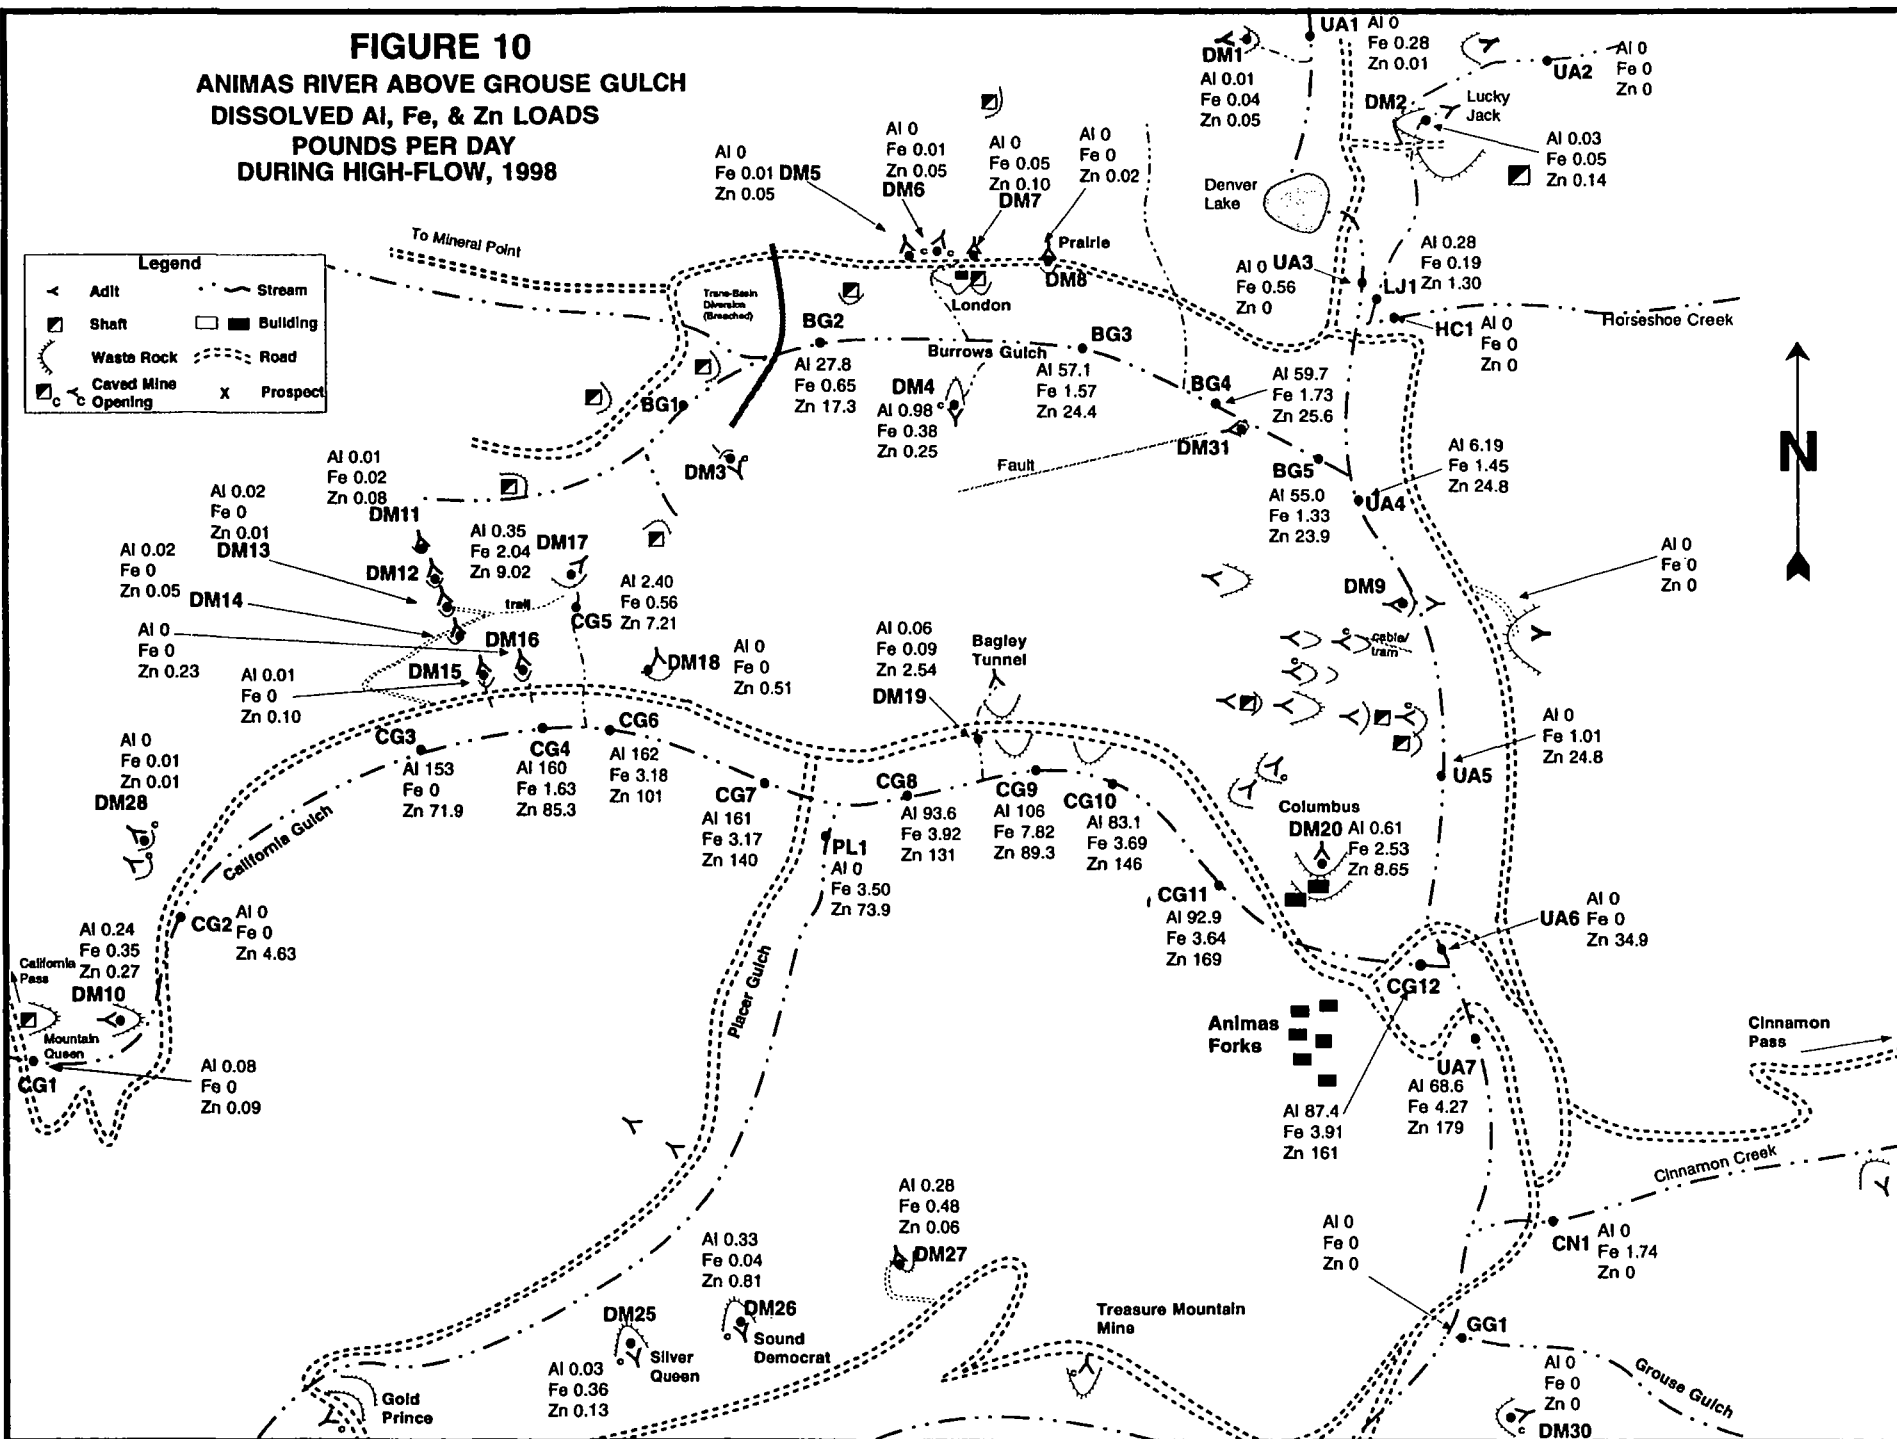 FIGURE 10
ANIMAS RIVER ABOVE GROUSE GULCH
DISSOLVED Al, Fe, & Zn LOADS
POUNDS PER DAY
DURING HIGH-FLOW, 1998
Legend
Adit
Stream
Shaft
Building
Waste Rock
Road
Caved Mine
Opening
X Prospect
To Mineral Point
Trans-Basin
Diversion
(Breached)
DM1
Al 0.01
Fe 0.04
Zn 0.05
UA1
Al 0
Fe 0.28
Zn 0.01
UA2
Al 0
Fe 0
Zn 0
DM2
Lucky
Jack
Al 0.03
Fe 0.05
Zn 0.14
Denver
Lake
Al 0
Fe 0.01 DM5
Zn 0.05
Al 0
Fe 0.01
Zn 0.05
DM6
Al 0
Fe 0.05
Zn 0.10
DM7
Al 0
Fe 0
Zn 0.02
Prairie
DM8
London
Al 0 UA3
Fe 0.56
Zn 0
Al 0.28
Fe 0.19
LJ1 Zn 1.30
HC1
Al 0
Fe 0
Zn 0
Horseshoe Creek
BG1
BG2
Al 27.8
Fe 0.65
Zn 17.3
Burrows Gulch
BG3
Al 57.1
Fe 1.57
Zn 24.4
DM4
Al 0.98
Fe 0.38
Zn 0.25
BG4
Al 59.7
Fe 1.73
Zn 25.6
DM31
DM3
Fault
BG5
Al 55.0
Fe 1.33
Zn 23.9
UA4
Al 6.19
Fe 1.45
Zn 24.8
N
Al 0.01
Fe 0.02
Zn 0.08
DM11
Al 0.02
Fe 0
Zn 0.01
DM13
DM12
Al 0.35
Fe 2.04
Zn 9.02
DM17
Al 0.02
Fe 0
Zn 0.05
DM14
trail
Al 2.40
Fe 0.56
CG5 Zn 7.21
Al 0
Fe 0
Zn 0.23
DM16
DM15
Al 0.01
Fe 0
Zn 0.10
DM18
Al 0
Fe 0
Zn 0.51
Al 0.06
Fe 0.09
Zn 2.54
DM19
Bagley
Tunnel
DM9
cable/
tram
Al 0
Fe 0
Zn 0
UA5
Al 0
Fe 1.01
Zn 24.8
Al 0
Fe 0.01
Zn 0.01
DM28
California Gulch
CG3
Al 153
Fe 0
Zn 71.9
CG4
Al 160
Fe 1.63
Zn 85.3
CG6
Al 162
Fe 3.18
Zn 101
CG7
Al 161
Fe 3.17
Zn 140
CG8
Al 93.6
Fe 3.92
Zn 131
CG9
Al 106
Fe 7.82
Zn 89.3
CG10
Al 83.1
Fe 3.69
Zn 146
PL1
Al 0
Fe 3.50
Zn 73.9
Columbus
DM20
Al 0.61
Fe 2.53
Zn 8.65
CG11
Al 92.9
Fe 3.64
Zn 169
UA6
Al 0
Fe 0
Zn 34.9
CG2
Al 0
Fe 0
Zn 4.63
Al 0.24
Fe 0.35
Zn 0.27
DM10
California
Pass
Mountain
Queen
CG1
Al 0.08
Fe 0
Zn 0.09
Placer Gulch
CG12
Animas
Forks
Al 87.4
Fe 3.91
Zn 161
UA7
Al 68.6
Fe 4.27
Zn 179
Cinnamon
Pass
Cinnamon Creek
CN1
Al 0
Fe 1.74
Zn 0
Al 0
Fe 0
Zn 0
GG1
Grouse Gulch
Al 0
Fe 0
Zn 0
DM30
Al 0.28
Fe 0.48
Zn 0.06
DM27
Al 0.33
Fe 0.04
Zn 0.81
DM26
Sound
Democrat
DM25
Silver
Queen
Al 0.03
Fe 0.36
Zn 0.13
Gold
Prince
Treasure Mountain
Mine